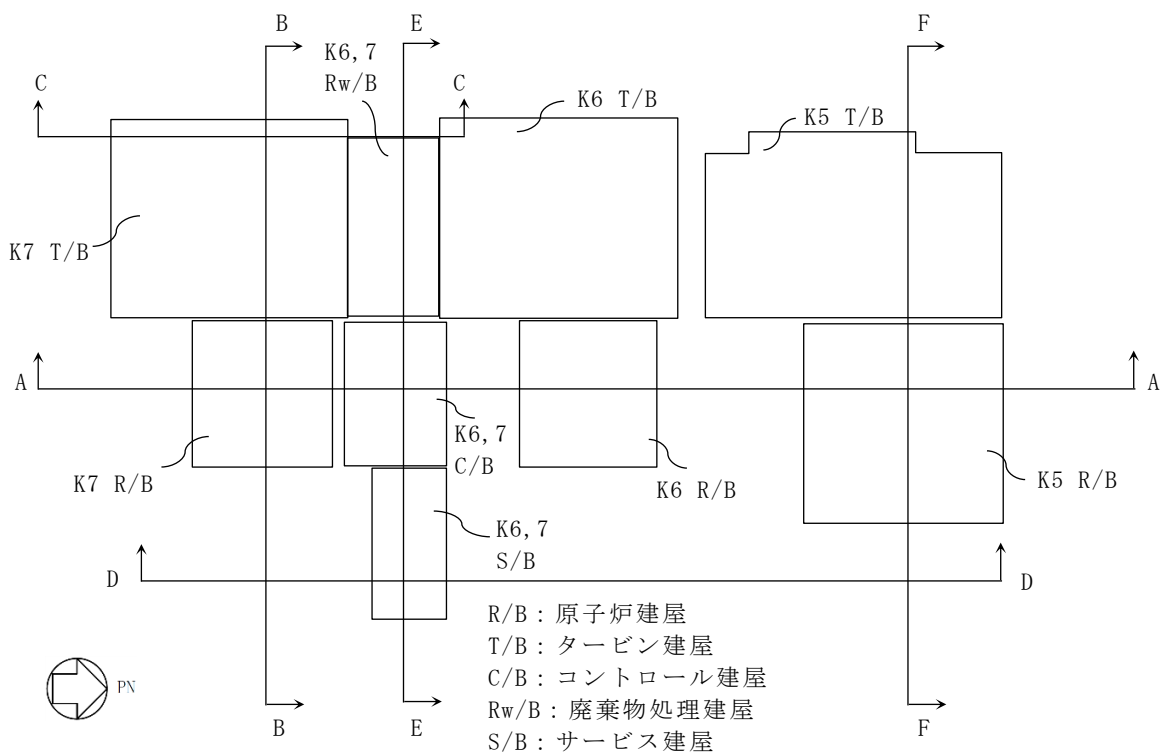 B
E
F
K6,7
Rw/B
C
C
K6 T/B
K5 T/B
K7 T/B
A
A
K6,7
C/B
K7 R/B
K6 R/B
K5 R/B
K6,7
S/B
D
D
R/B：原子炉建屋
T/B：タービン建屋
C/B：コントロール建屋
Rw/B：廃棄物処理建屋
S/B：サービス建屋
PN
B
E
F